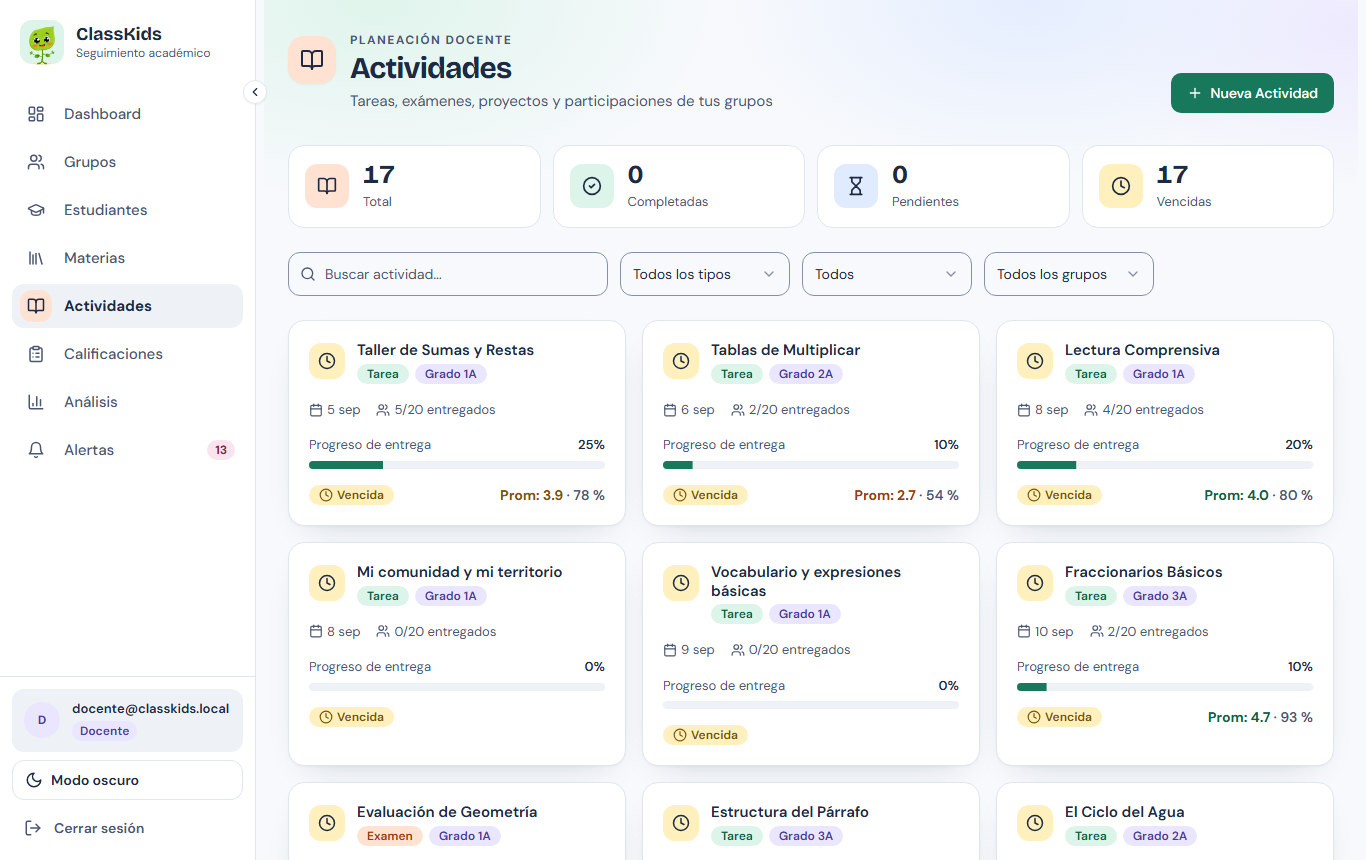 ClassKids
Seguimiento académico
Dashboard
Grupos
Estudiantes
Materias
Actividades
Calificaciones
Análisis
Alertas 13
D
docente@classkids.local
Docente
Modo oscuro
Cerrar sesión
PLANEACIÓN DOCENTE
Actividades
Tareas, exámenes, proyectos y participaciones de tus grupos
Nueva Actividad
17
Total
0
Completadas
0
Pendientes
17
Vencidas
Buscar actividad...
Todos los tipos
Todos
Todos los grupos
Taller de Sumas y Restas
Tarea Grado 1A
5 sep 5/20 entregados
Progreso de entrega 25%
Vencida Prom: 3.9 · 78 %
Tablas de Multiplicar
Tarea Grado 2A
6 sep 2/20 entregados
Progreso de entrega 10%
Vencida Prom: 2.7 · 54 %
Lectura Comprensiva
Tarea Grado 1A
8 sep 4/20 entregados
Progreso de entrega 20%
Vencida Prom: 4.0 · 80 %
Mi comunidad y mi territorio
Tarea Grado 1A
8 sep 0/20 entregados
Progreso de entrega 0%
Vencida
Vocabulario y expresiones
básicas
Tarea Grado 1A
9 sep 0/20 entregados
Progreso de entrega 0%
Vencida
Fraccionarios Básicos
Tarea Grado 3A
10 sep 2/20 entregados
Progreso de entrega 10%
Vencida Prom: 4.7 · 93 %
Evaluación de Geometría
Examen Grado 1A
Estructura del Párrafo
Tarea Grado 3A
El Ciclo del Agua
Tarea Grado 2A